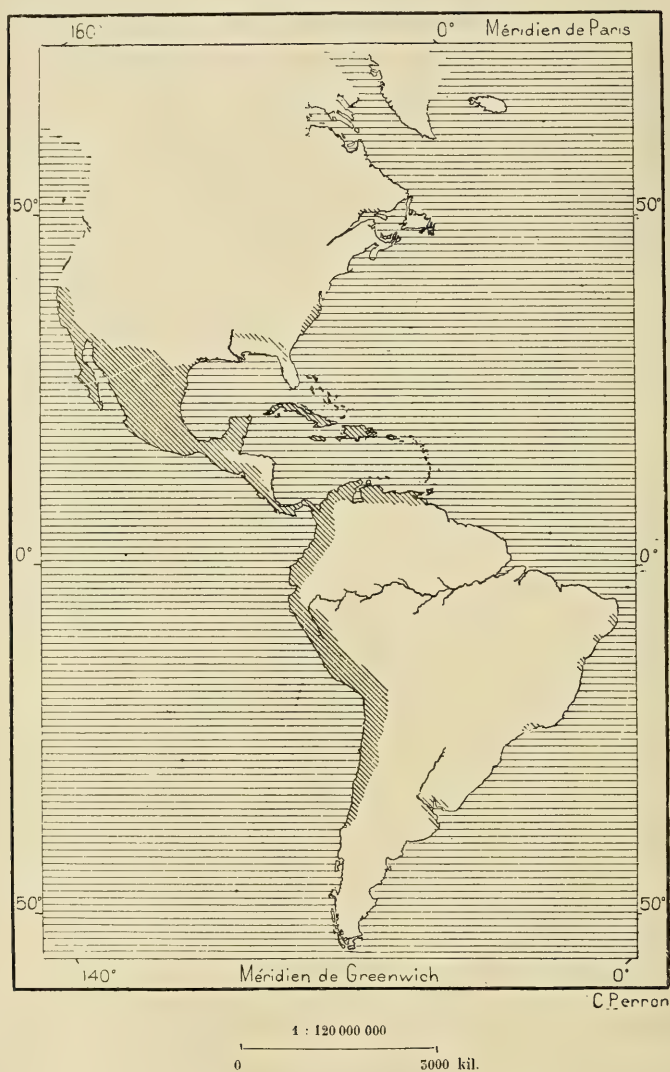 160° 0° Méridien de Paris
50° 50°
0° 0°
50° 50°
140° Méridien de Greenwich 0°
C. Perron
1 : 120 000 000
0 3000 kil.